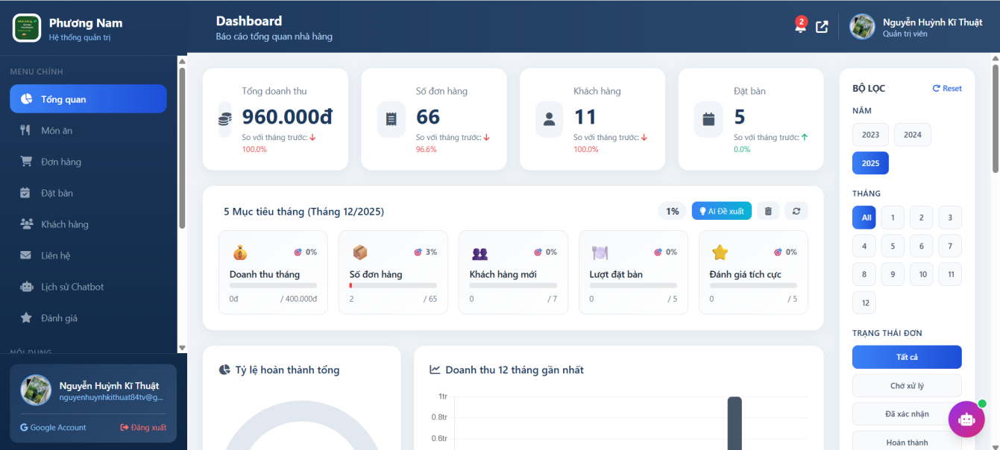 Phương Nam
Hệ thống quản trị
MENU CHÍNH
Tổng quan
Món ăn
Đơn hàng
Đặt bàn
Khách hàng
Liên hệ
Lịch sử Chatbot
Đánh giá
NỘI DUNG
Nguyễn Huỳnh Kĩ Thuật
nguyenhuynhkithuat84tv@g...
Google Account
Đăng xuất
Dashboard
Báo cáo tổng quan nhà hàng
2
Nguyễn Huỳnh Kĩ Thuật
Quản trị viên
Tổng doanh thu
960.000đ
So với tháng trước:
100.0%
Số đơn hàng
66
So với tháng trước:
96.6%
Khách hàng
11
So với tháng trước:
100.0%
Đặt bàn
5
So với tháng trước:
0.0%
5 Mục tiêu tháng (Tháng 12/2025)
1%
AI Đề xuất
0%
Doanh thu tháng
0đ / 400.000đ
3%
Số đơn hàng
2 / 65
0%
Khách hàng mới
0 / 7
0%
Lượt đặt bàn
0 / 5
0%
Đánh giá tích cực
0 / 5
Tỷ lệ hoàn thành tổng
Doanh thu 12 tháng gần nhất
1tr
0.8tr
0.6tr
BỘ LỌC
Reset
NĂM
2023 2024
2025
THÁNG
All 1 2 3
4 5 6 7
8 9 10 11
12
TRẠNG THÁI ĐƠN
Tất cả
Chờ xử lý
Đã xác nhận
Hoàn thành